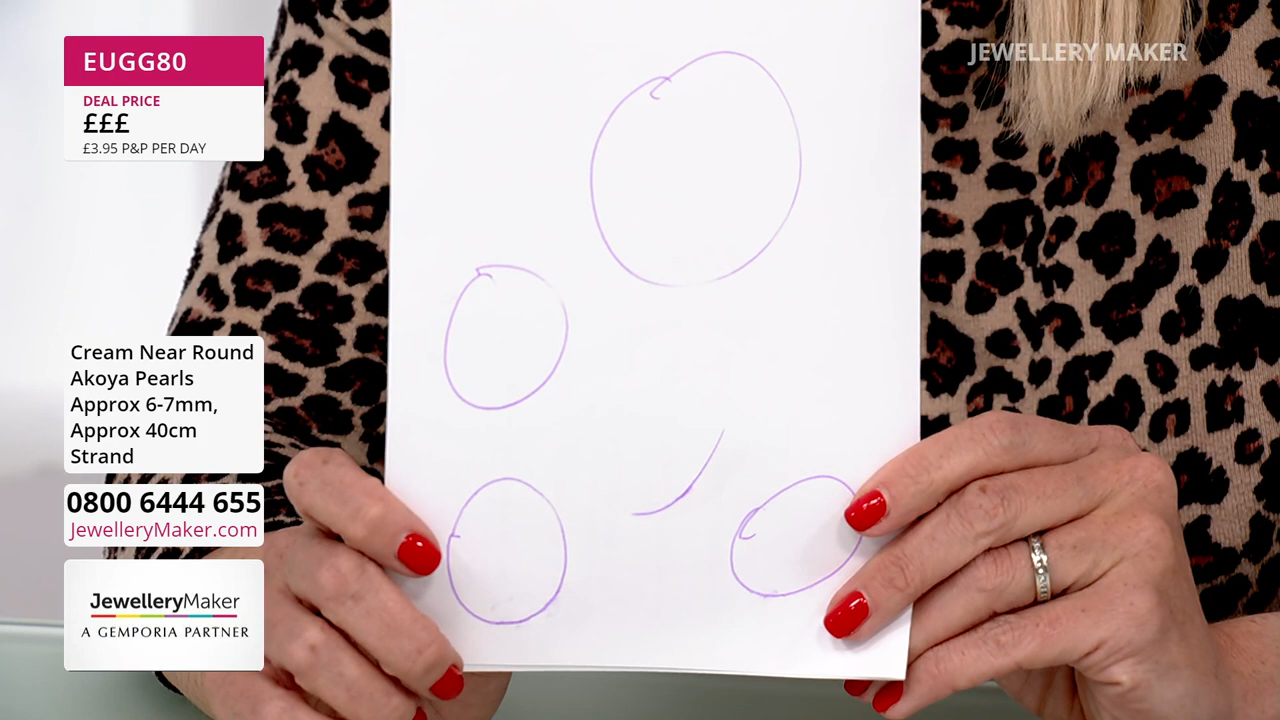 EUGG80
DEAL PRICE
£££
£3.95 P&P PER DAY
JEWELLERY MAKER
Cream Near Round
Akoya Pearls
Approx 6-7mm,
Approx 40cm
Strand
0800 6444 655
JewelleryMaker.com
JewelleryMaker
A GEMPORIA PARTNER